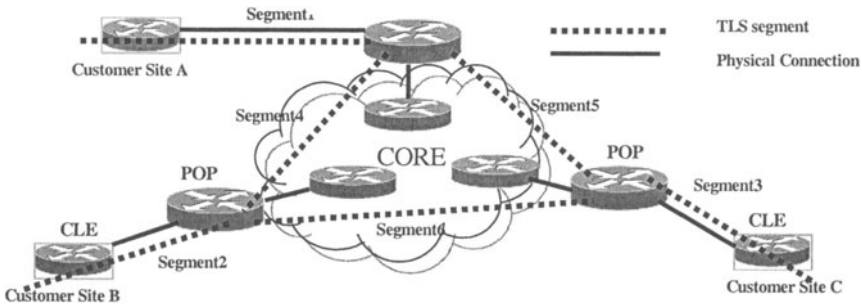 Segment
TLS segment
Customer Site A
Physical Connection
Segment4
Segment5
CORE
POP
POP
Segment3
CLE
CLE
Segment6
Segment2
Customer Site B
Customer Site C